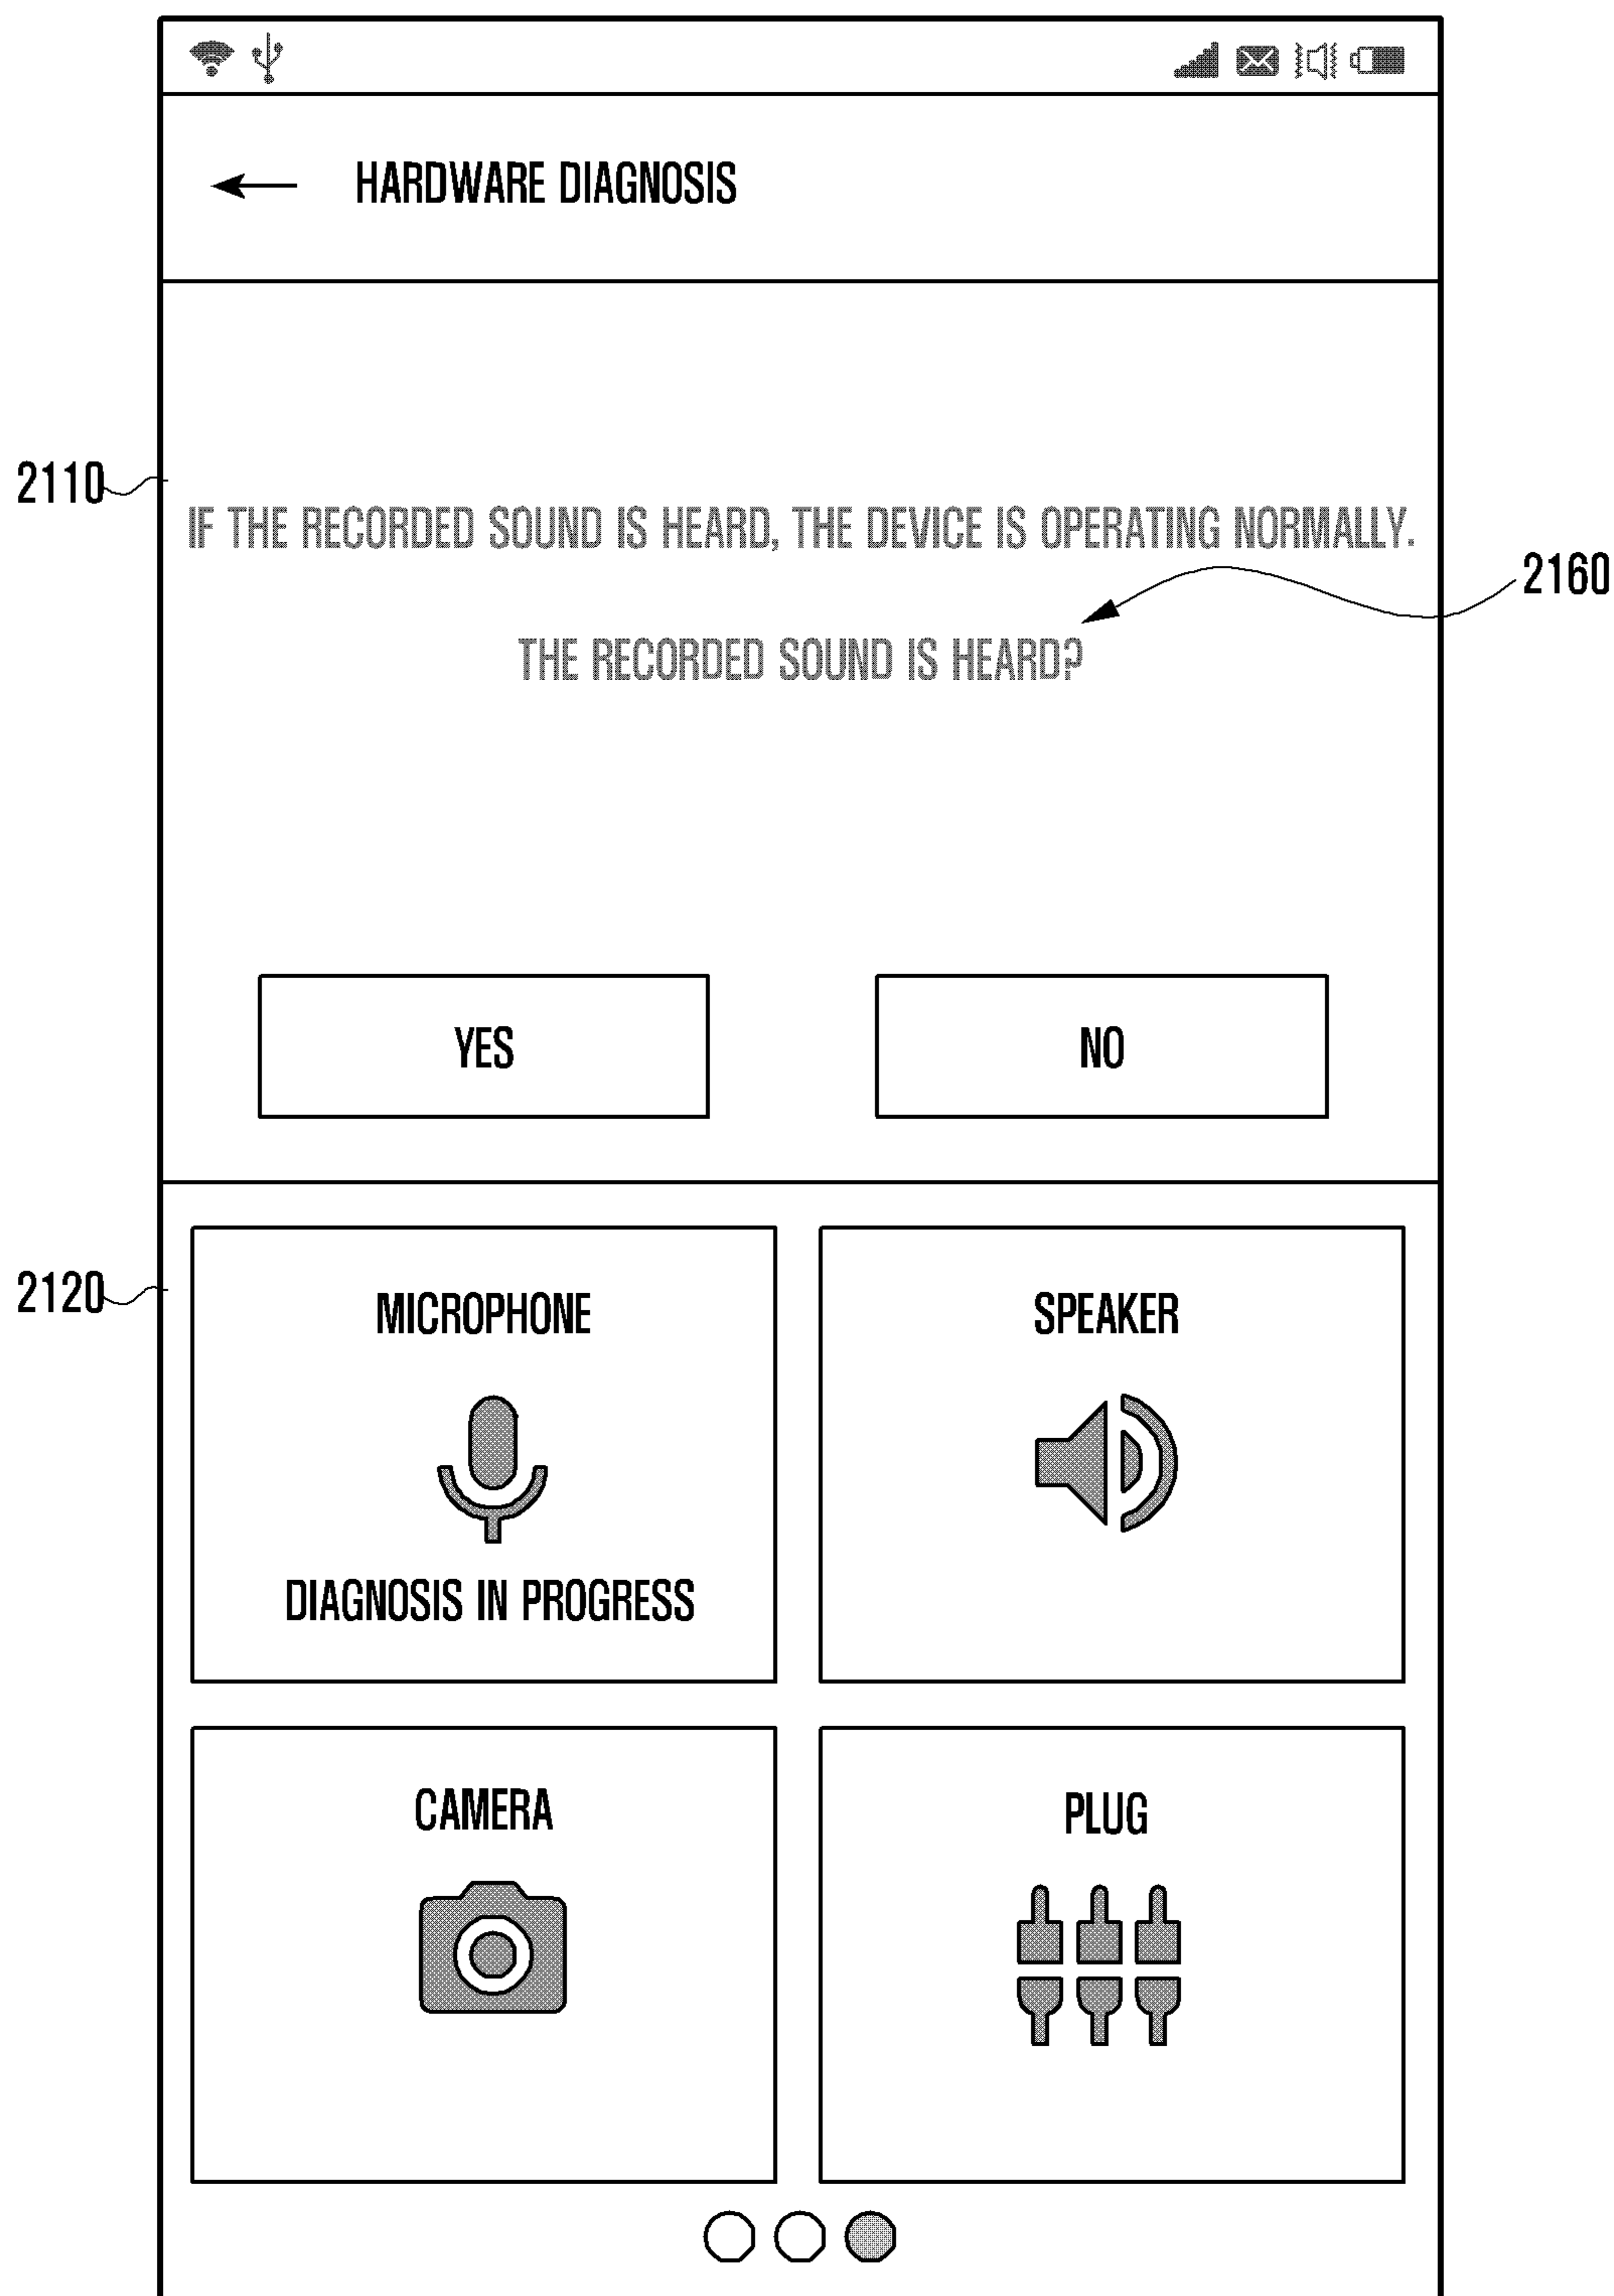 HARDWARE DIAGNOSIS
2110
IF THE RECORDED SOUND IS HEARD, THE DEVICE IS OPERATING NORMALLY.
2160
THE RECORDED SOUND IS HEARD?
YES
NO
2120
MICROPHONE
SPEAKER
DIAGNOSIS IN PROGRESS
CAMERA
PLUG